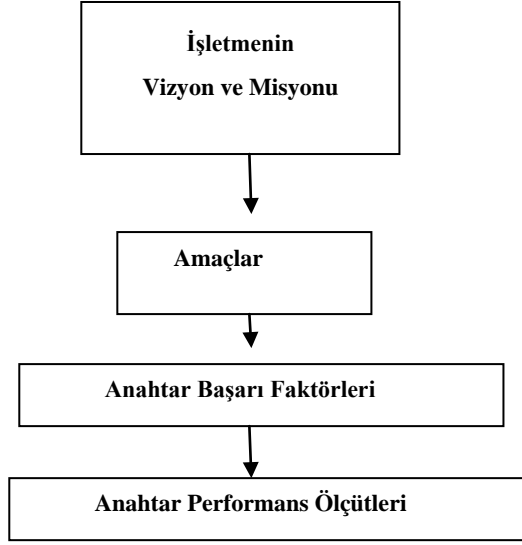 İşletmenin
Vizyon ve Misyonu
Amaçlar
Anahtar Başarı Faktörleri
Anahtar Performans Ölçütleri